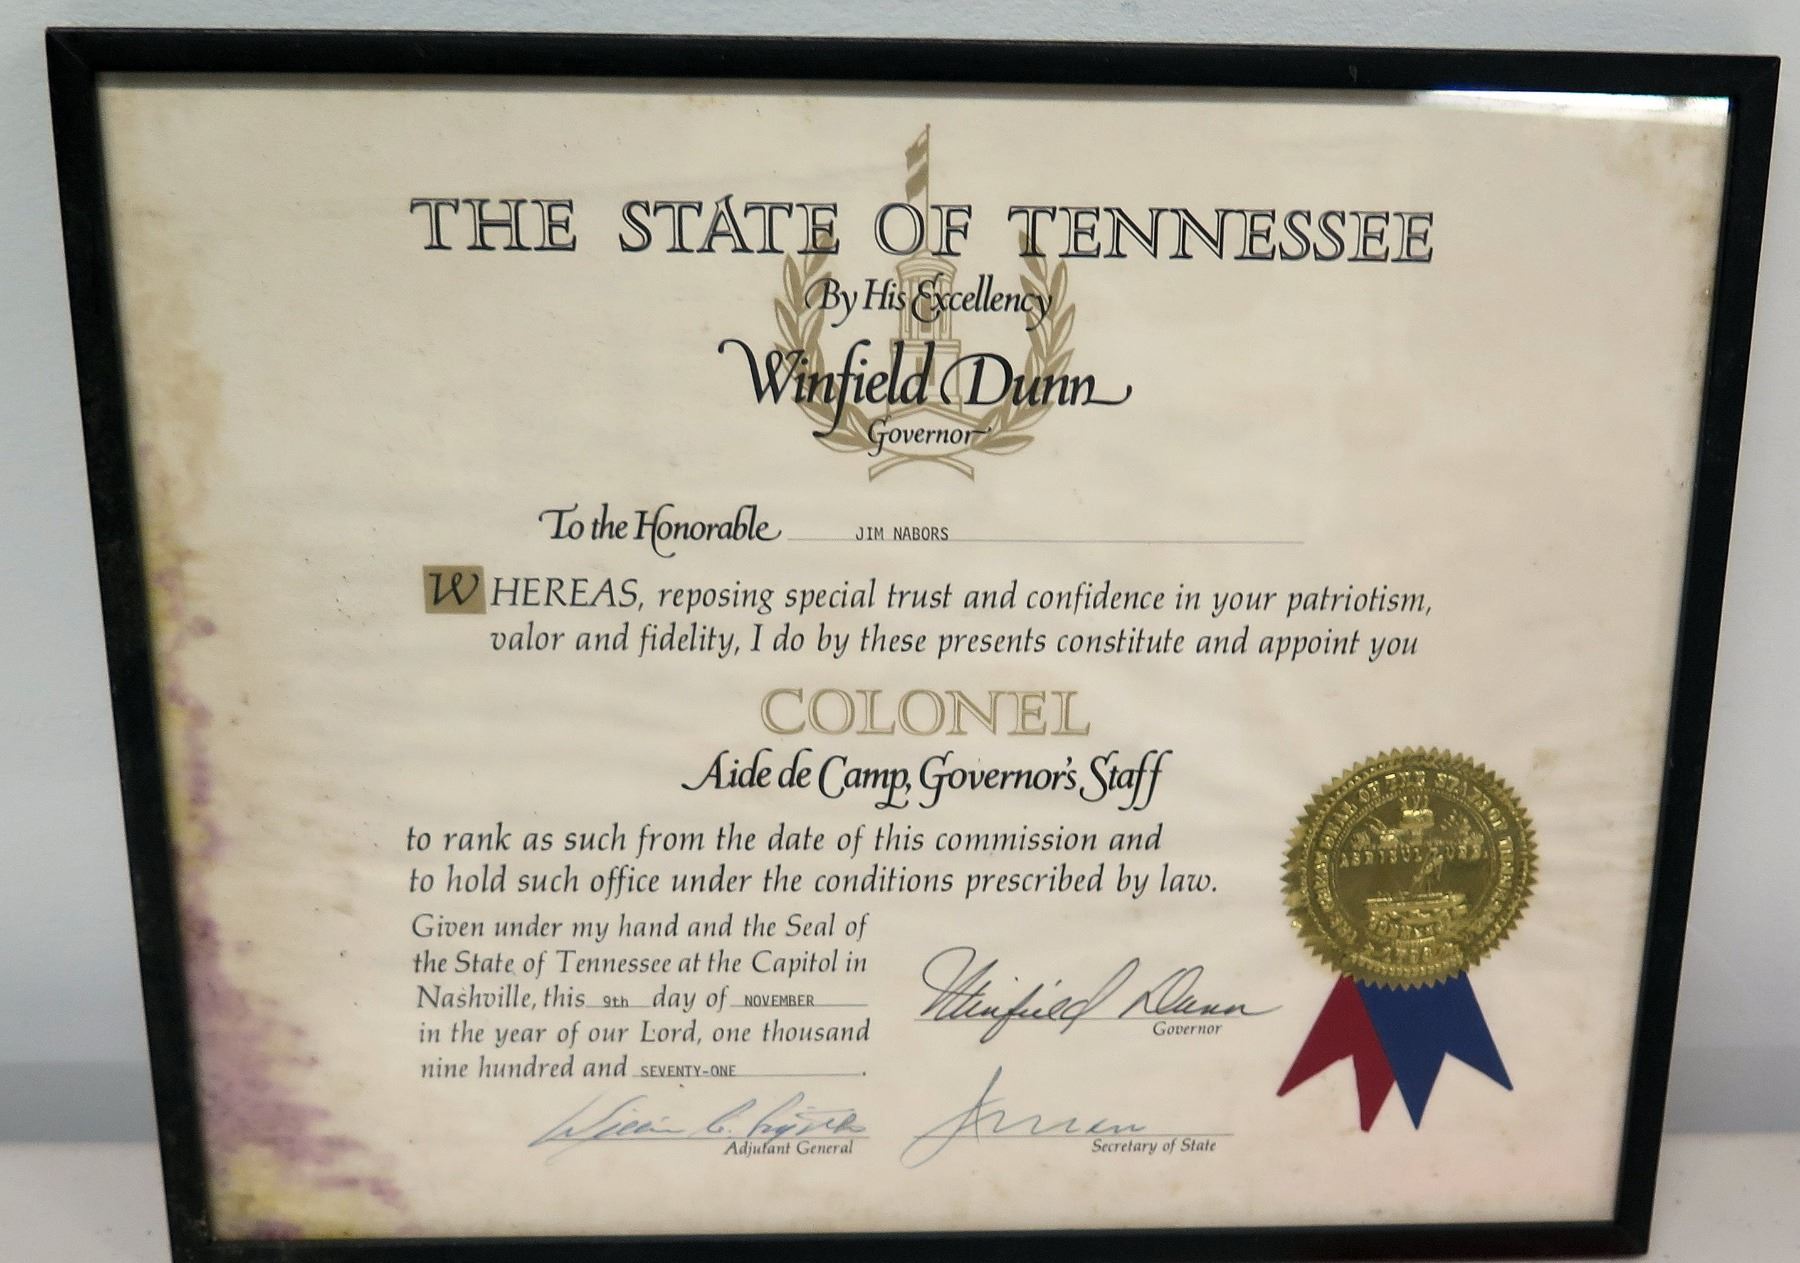 THE STATE OF TENNESSEE
By His Excellency
Winfield Dunn
Governor
To the Honorable JIM NABORS
WHEREAS, reposing special trust and confidence in your patriotism,
valor and fidelity, I do by these presents constitute and appoint you
COLONEL
Aide de Camp, Governor's Staff
to rank as such from the date of this commission and
to hold such office under the conditions prescribed by law.
Given under my hand and the Seal of
the State of Tennessee at the Capitol in
Nashville, this 9th day of NOVEMBER
in the year of our Lord, one thousand
nine hundred and SEVENTY-ONE.
Winfield Dunn
Governor
Adjutant General
Secretary of State
AGRICULTURE